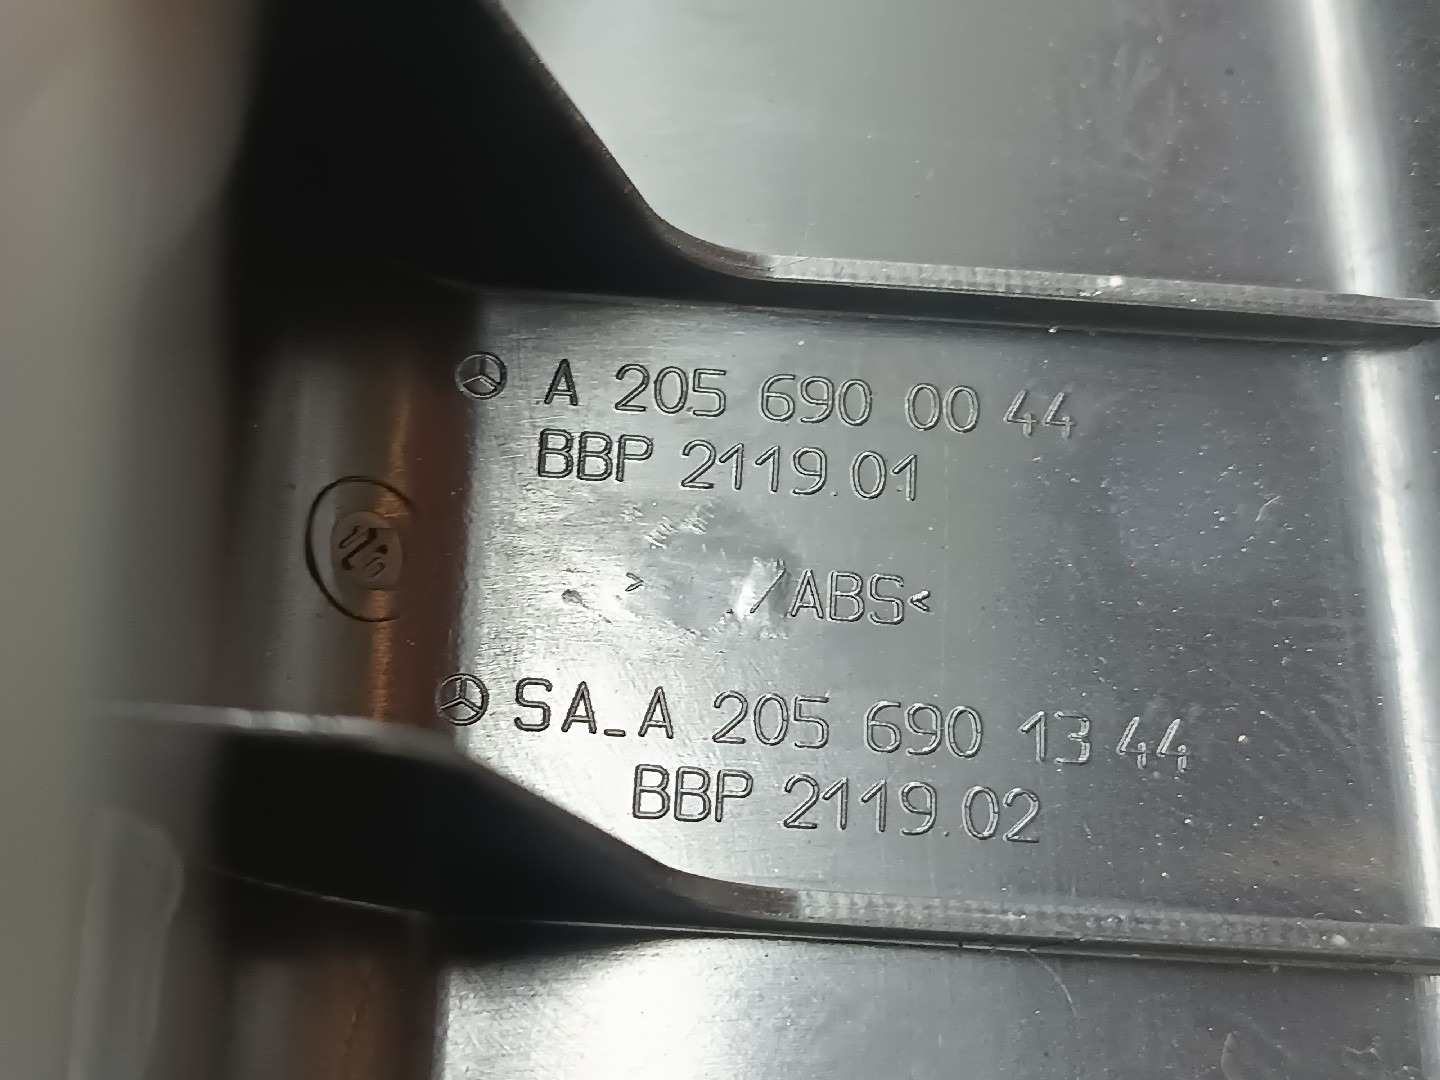 A 205 690 00 44
BBP 2119.01
> /ABS<
SA_A 205 690 13 44
BBP 2119.02